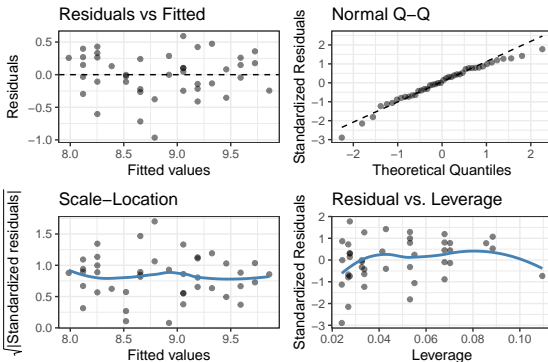 Residuals vs Fitted
Residuals
0.5
0.0
−0.5
−1.0
8.0 8.5 9.0 9.5
Fitted values
Normal Q−Q
Standardized Residuals
2
1
0
−1
−2
−3
−2 −1 0 1 2
Theoretical Quantiles
Scale−Location
√|Standardized residuals|
1.5
1.0
0.5
0.0
8.0 8.5 9.0 9.5
Fitted values
Residual vs. Leverage
Standardized Residuals
2
1
0
−1
−2
−3
0.02 0.04 0.06 0.08 0.10
Leverage